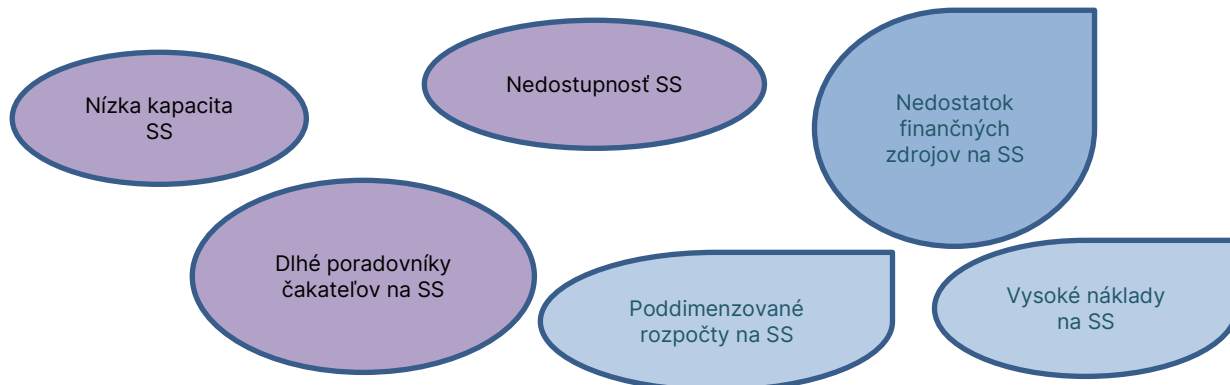 Nízka kapacita
SS
Nedostupnosť SS
Nedostatok
finančných
zdrojov na SS
Dlhé poradovníky
čakateľov na SS
Poddimenzované
rozpočty na SS
Vysoké náklady
na SS